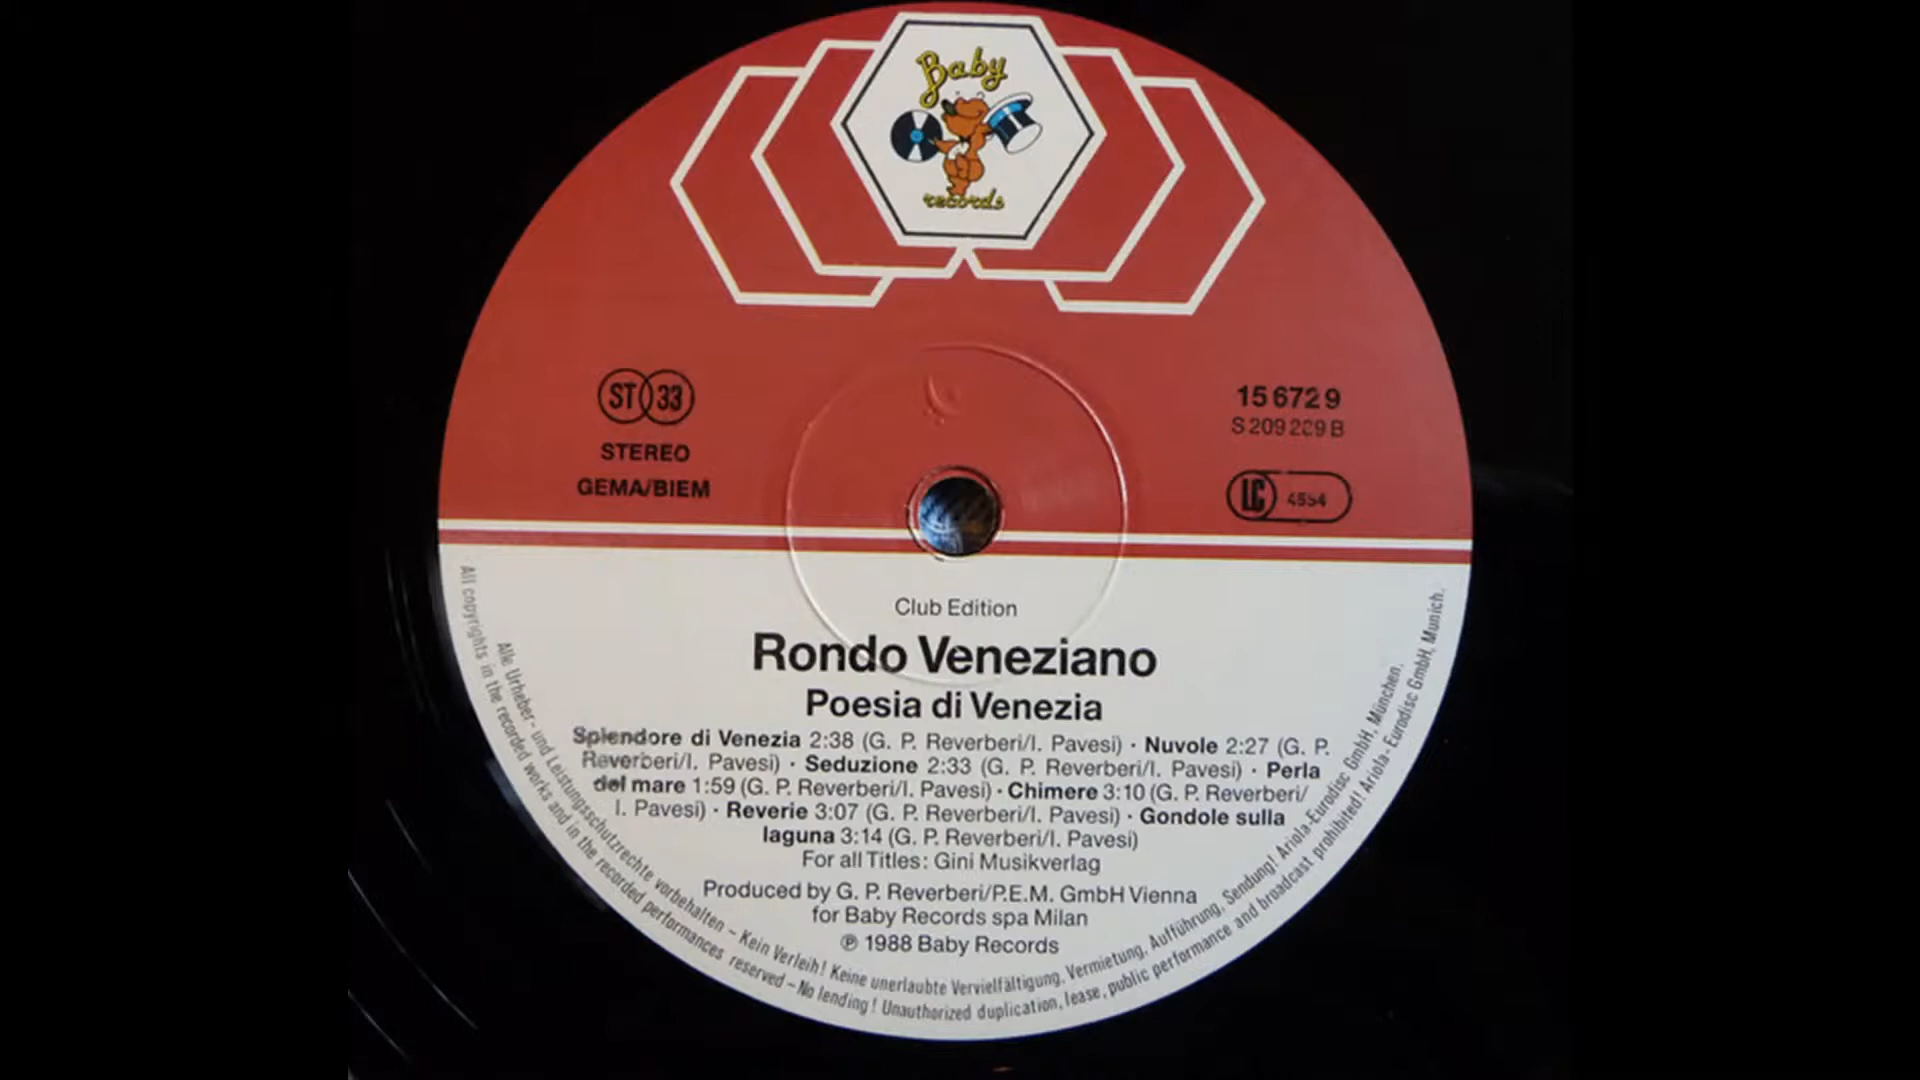 Baby
records
ST 33
STEREO
GEMA/BIEM
15 672 9
S 209 209 B
LC 4554
Club Edition
Rondo Veneziano
Poesia di Venezia
Splendore di Venezia 2:38 (G. P. Reverberi/I. Pavesi) · Nuvole 2:27 (G. P.
Reverberi/I. Pavesi) · Seduzione 2:33 (G. P. Reverberi/I. Pavesi) · Perla
del mare 1:59 (G. P. Reverberi/I. Pavesi) · Chimere 3:10 (G. P. Reverberi/
I. Pavesi) · Reverie 3:07 (G. P. Reverberi/I. Pavesi) · Gondole sulla
laguna 3:14 (G. P. Reverberi/I. Pavesi)
For all Titles: Gini Musikverlag
Produced by G. P. Reverberi/P.E.M. GmbH Vienna
for Baby Records spa Milan
℗ 1988 Baby Records
Alle Urheber- und Leistungsschutzrechte vorbehalten – Kein Verleih! Keine unerlaubte Vervielfältigung, Vermietung, Aufführung, Sendung! Ariola-Eurodisc GmbH, München.
All copyrights in the recorded works and in the recorded performances reserved – No lending! Unauthorized duplication, lease, public performance and broadcast prohibited! Ariola-Eurodisc GmbH, Munich.